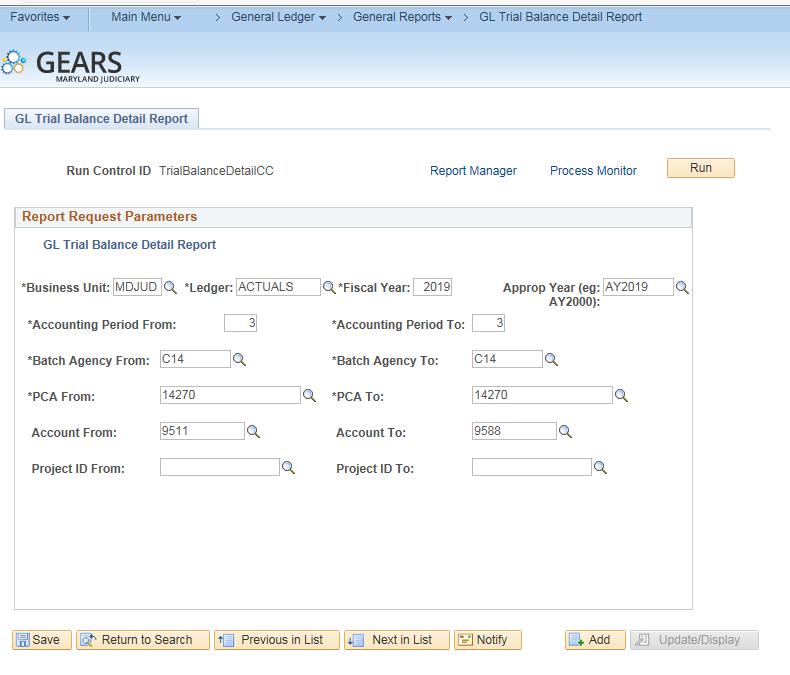 Favorites Main Menu > General Ledger > General Reports > GL Trial Balance Detail Report
GEARS
MARYLAND JUDICIARY
GL Trial Balance Detail Report
Run Control ID TrialBalanceDetailCC Report Manager Process Monitor Run
Report Request Parameters
GL Trial Balance Detail Report
*Business Unit: MDJUD *Ledger: ACTUALS *Fiscal Year: 2019 Approp Year (eg: AY2019
AY2000):
*Accounting Period From: 3 *Accounting Period To: 3
*Batch Agency From: C14 *Batch Agency To: C14
*PCA From: 14270 *PCA To: 14270
Account From: 9511 Account To: 9588
Project ID From: Project ID To:
Save Return to Search Previous in List Next in List Notify Add Update/Display